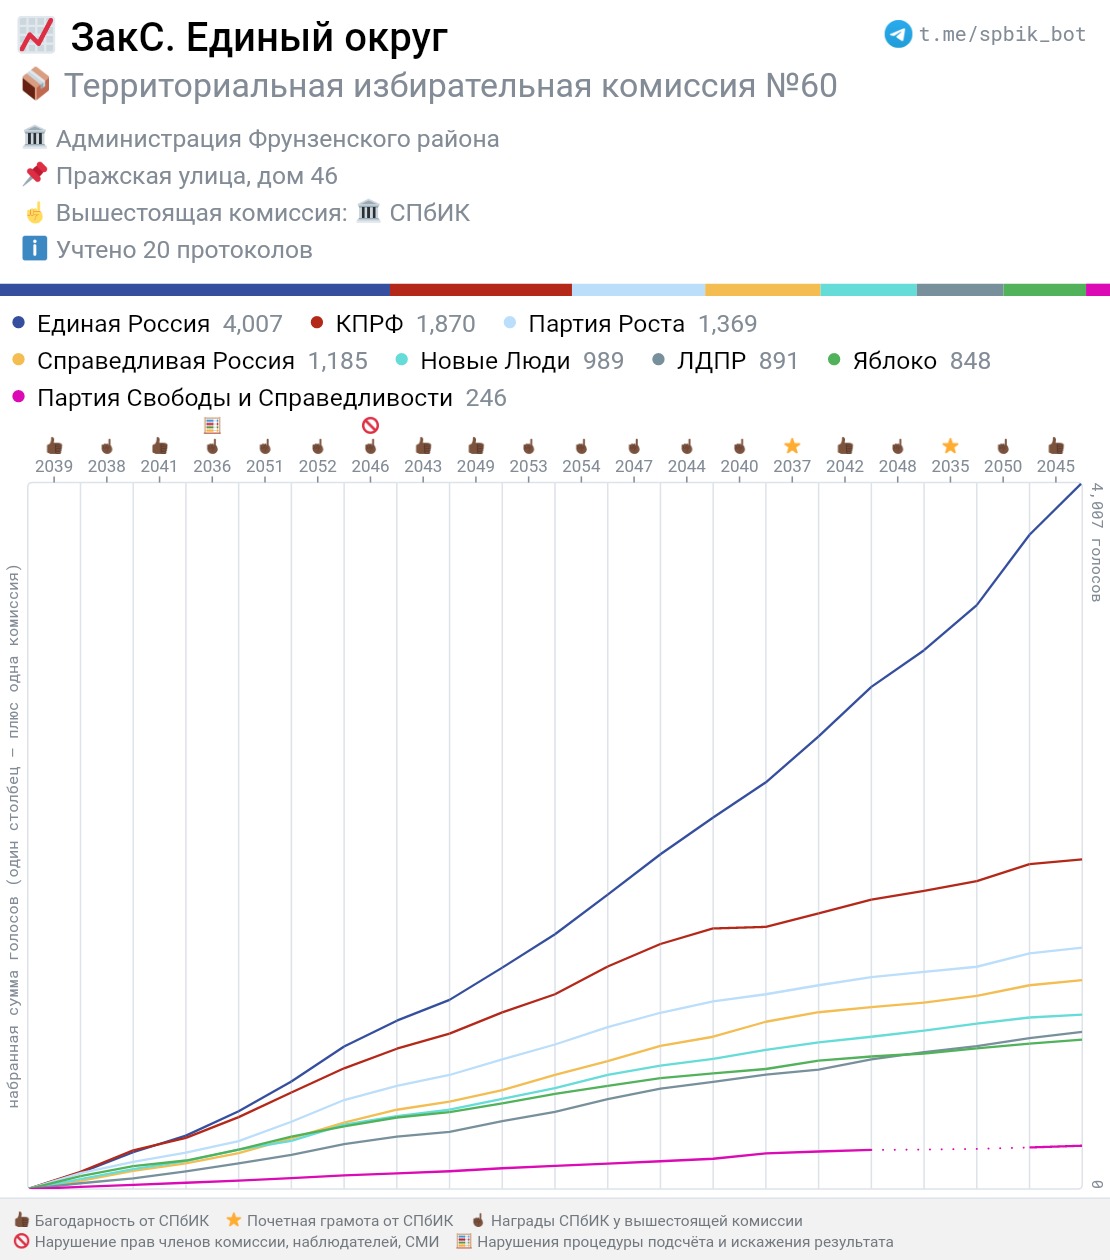 ЗакС. Единый округ
t.me/spbik_bot
Территориальная избирательная комиссия №60
Администрация Фрунзенского района
Пражская улица, дом 46
Вышестоящая комиссия: СПбИК
Учтено 20 протоколов
Единая Россия 4,007 КПРФ 1,870 Партия Роста 1,369
Справедливая Россия 1,185 Новые Люди 989 ЛДПР 891 Яблоко 848
Партия Свободы и Справедливости 246
2039 2038 2041 2036 2051 2052 2046 2043 2049 2053 2054 2047 2044 2040 2037 2042 2048 2035 2050 2045
набранная сумма голосов (один столбец – плюс одна комиссия)
4,007 голосов
0
Багодарность от СПбИК Почетная грамота от СПбИК Награды СПбИК у вышестоящей комиссии
Нарушение прав членов комиссии, наблюдателей, СМИ Нарушения процедуры подсчёта и искажения результата